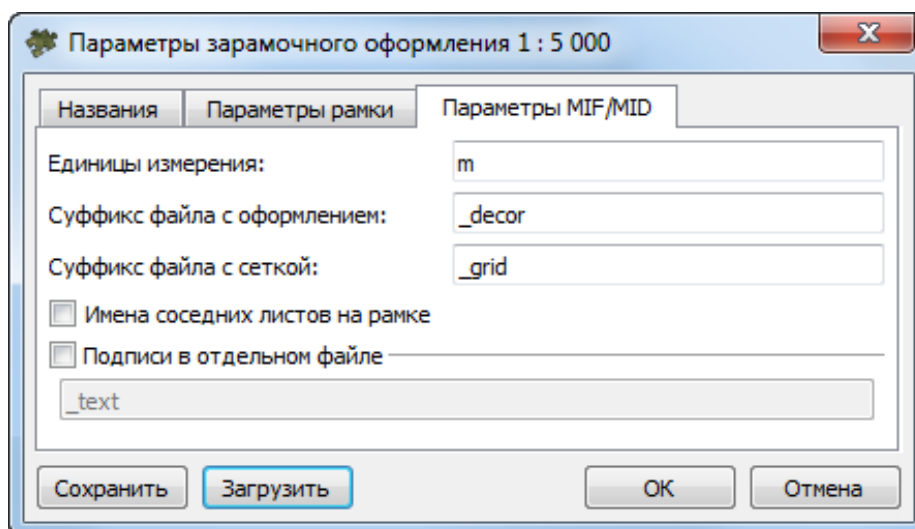 Параметры зарамочного оформления 1 : 5 000
Названия Параметры рамки Параметры MIF/MID
Единицы измерения: m
Суффикс файла с оформлением: _decor
Суффикс файла с сеткой: _grid
Имена соседних листов на рамке
Подписи в отдельном файле
_text
Сохранить Загрузить ОК Отмена